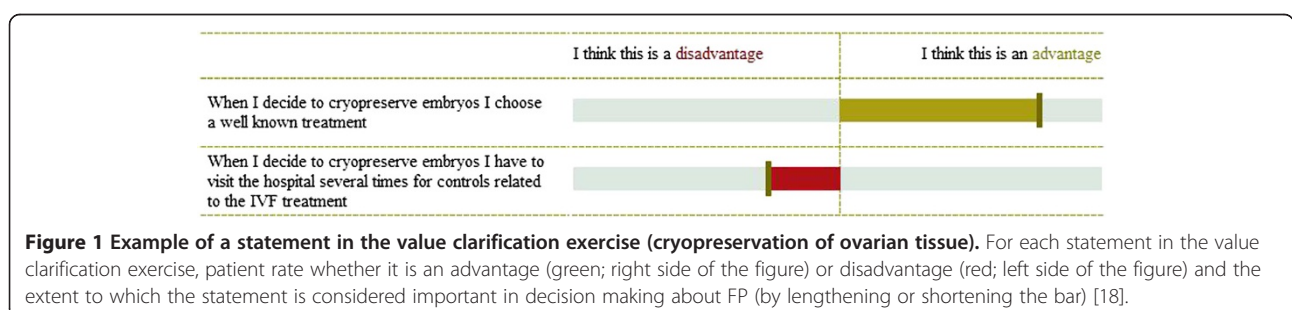 I think this is a disadvantage I think this is an advantage
When I decide to cryopreserve embryos I choose
a well known treatment
When I decide to cryopreserve embryos I have to
visit the hospital several times for controls related
to the IVF treatment
Figure 1 Example of a statement in the value clarification exercise (cryopreservation of ovarian tissue). For each statement in the value
clarification exercise, patient rate whether it is an advantage (green; right side of the figure) or disadvantage (red; left side of the figure) and the
extent to which the statement is considered important in decision making about FP (by lengthening or shortening the bar) [18].